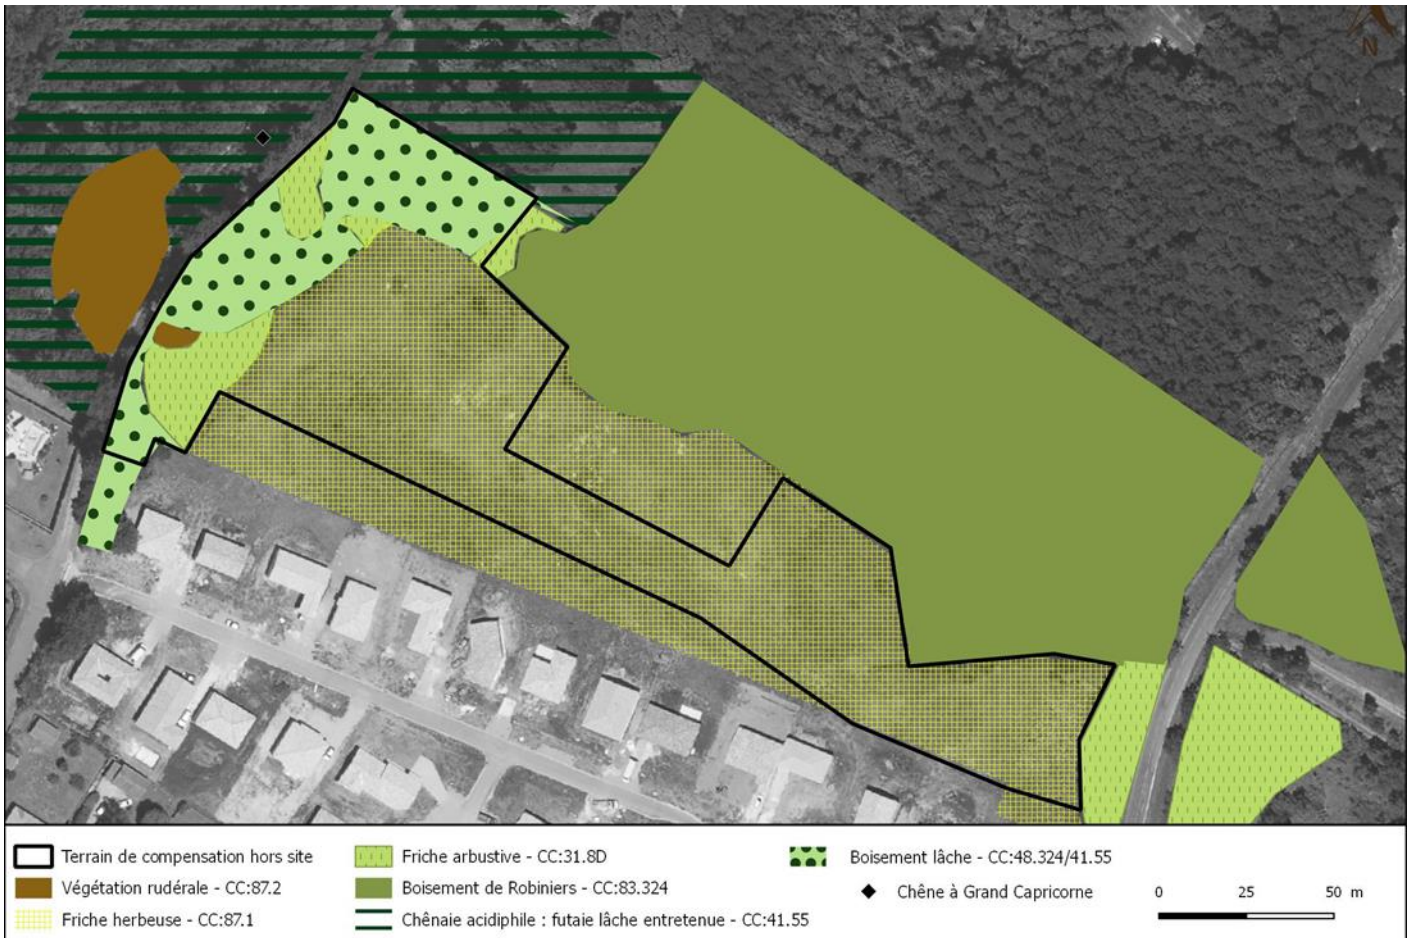 N
Terrain de compensation hors site
Végétation rudérale - CC:87.2
Friche herbeuse - CC:87.1
Friche arbustive - CC:31.8D
Boisement de Robiniers - CC:83.324
Chênaie acidiphile : futaie lâche entretenue - CC:41.55
Boisement lâche - CC:48.324/41.55
Chêne à Grand Capricorne
0 25 50 m